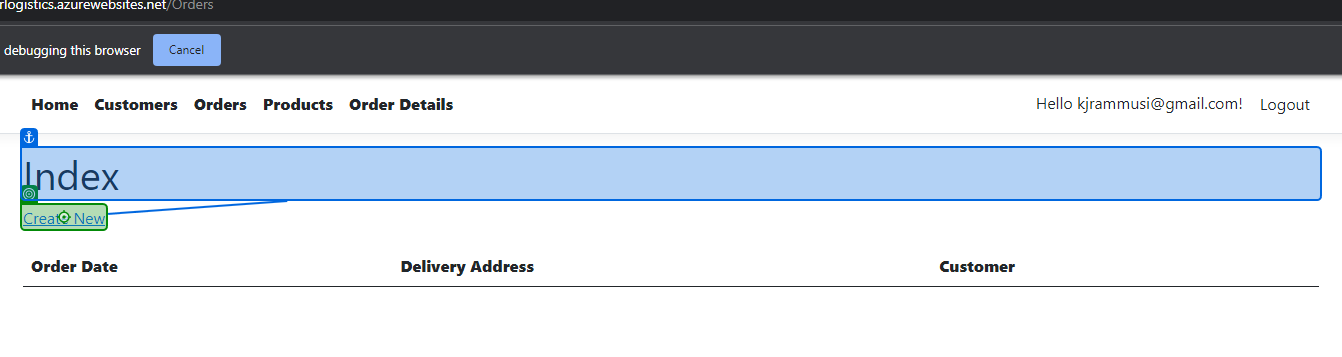 rlogistics.azurewebsites.net/Orders
debugging this browser Cancel
Home Customers Orders Products Order Details Hello kjrammusi@gmail.com! Logout
Index
Create New
Order Date Delivery Address Customer